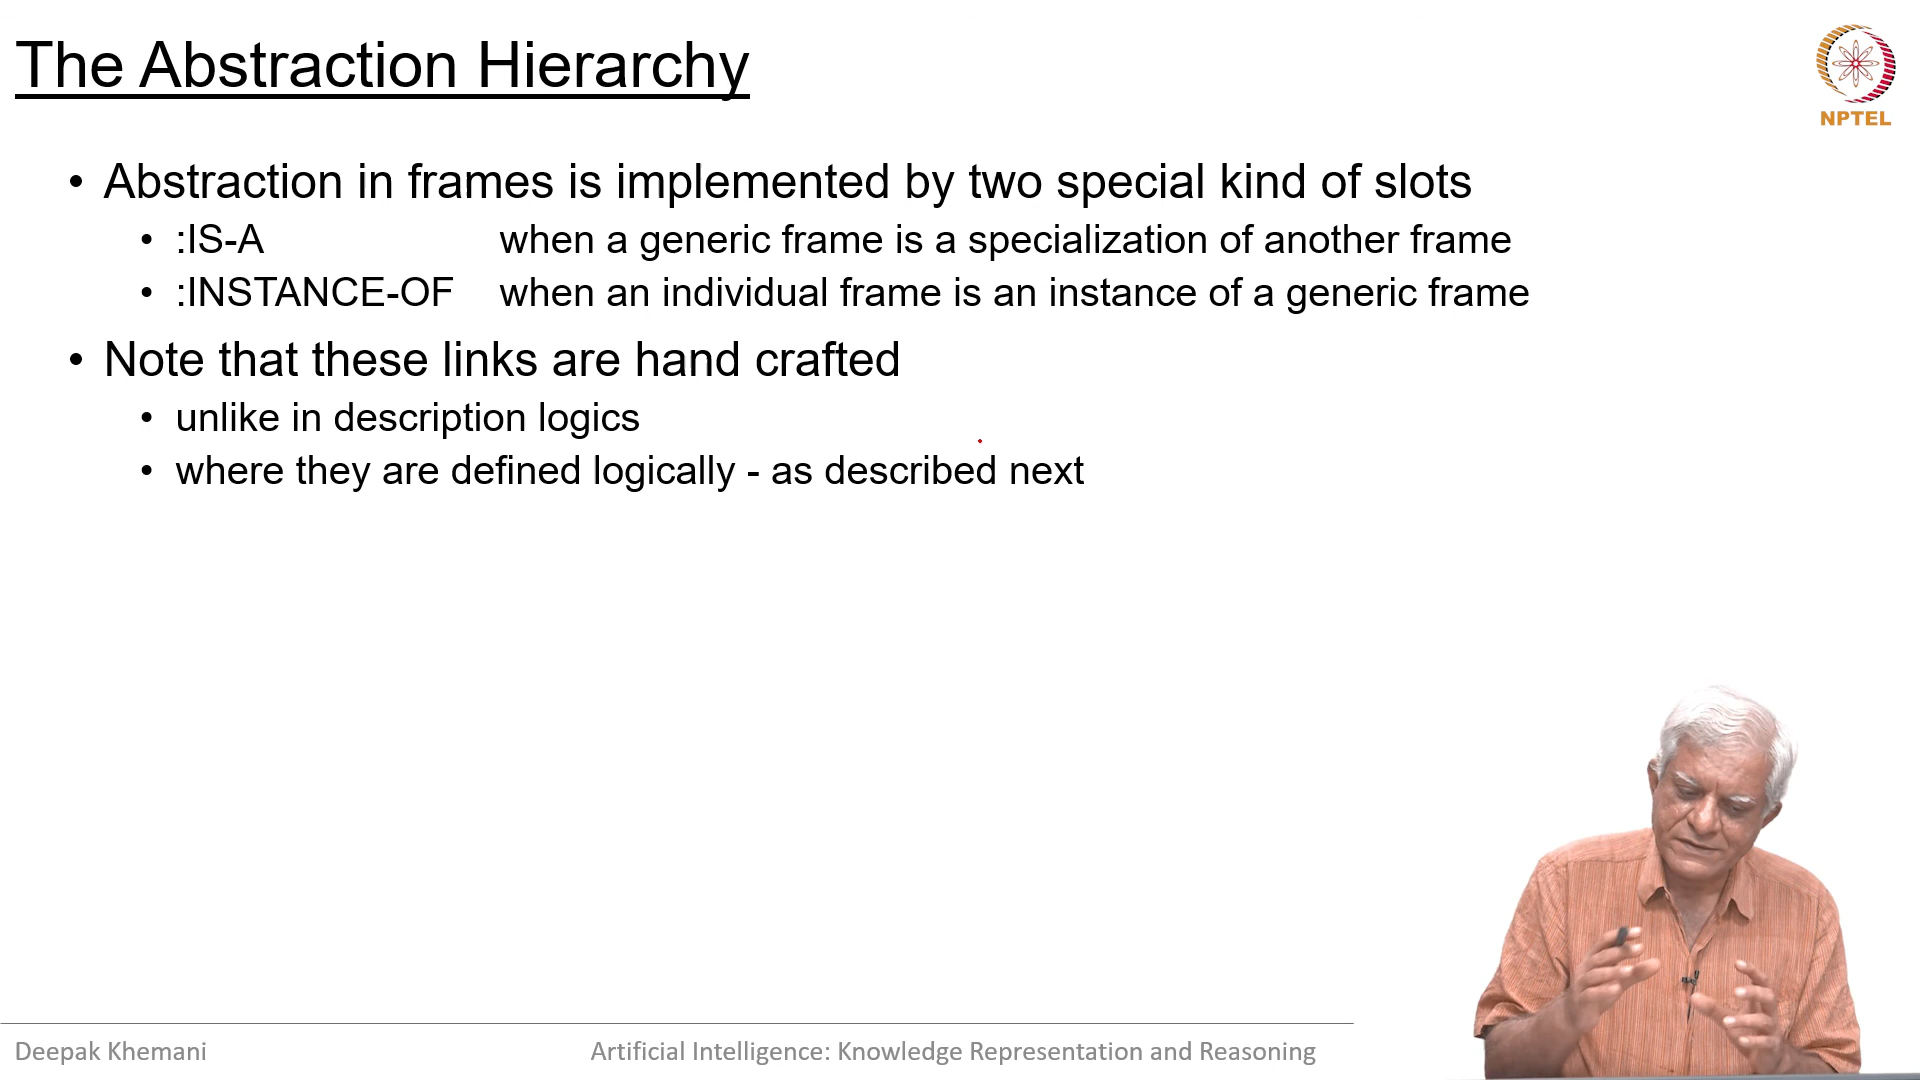 The Abstraction Hierarchy
NPTEL
• Abstraction in frames is implemented by two special kind of slots
• :IS-A when a generic frame is a specialization of another frame
• :INSTANCE-OF when an individual frame is an instance of a generic frame
• Note that these links are hand crafted
• unlike in description logics
• where they are defined logically - as described next
Deepak Khemani
Artificial Intelligence: Knowledge Representation and Reasoning